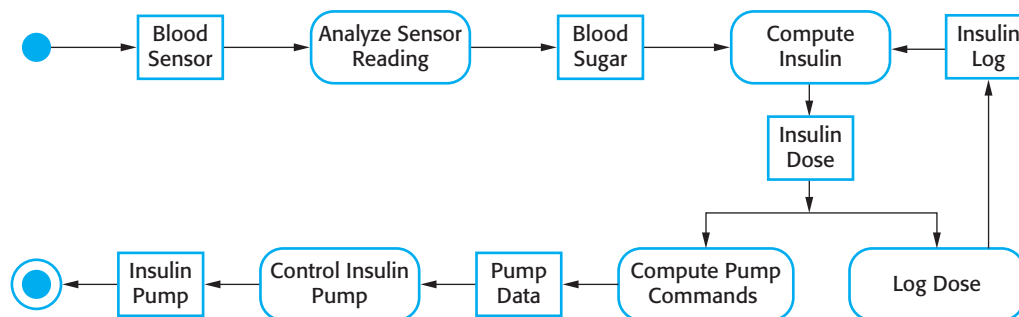 Blood
Sensor
Analyze Sensor
Reading
Blood
Sugar
Compute
Insulin
Insulin
Log
Insulin
Dose
Insulin
Pump
Control Insulin
Pump
Pump
Data
Compute Pump
Commands
Log Dose